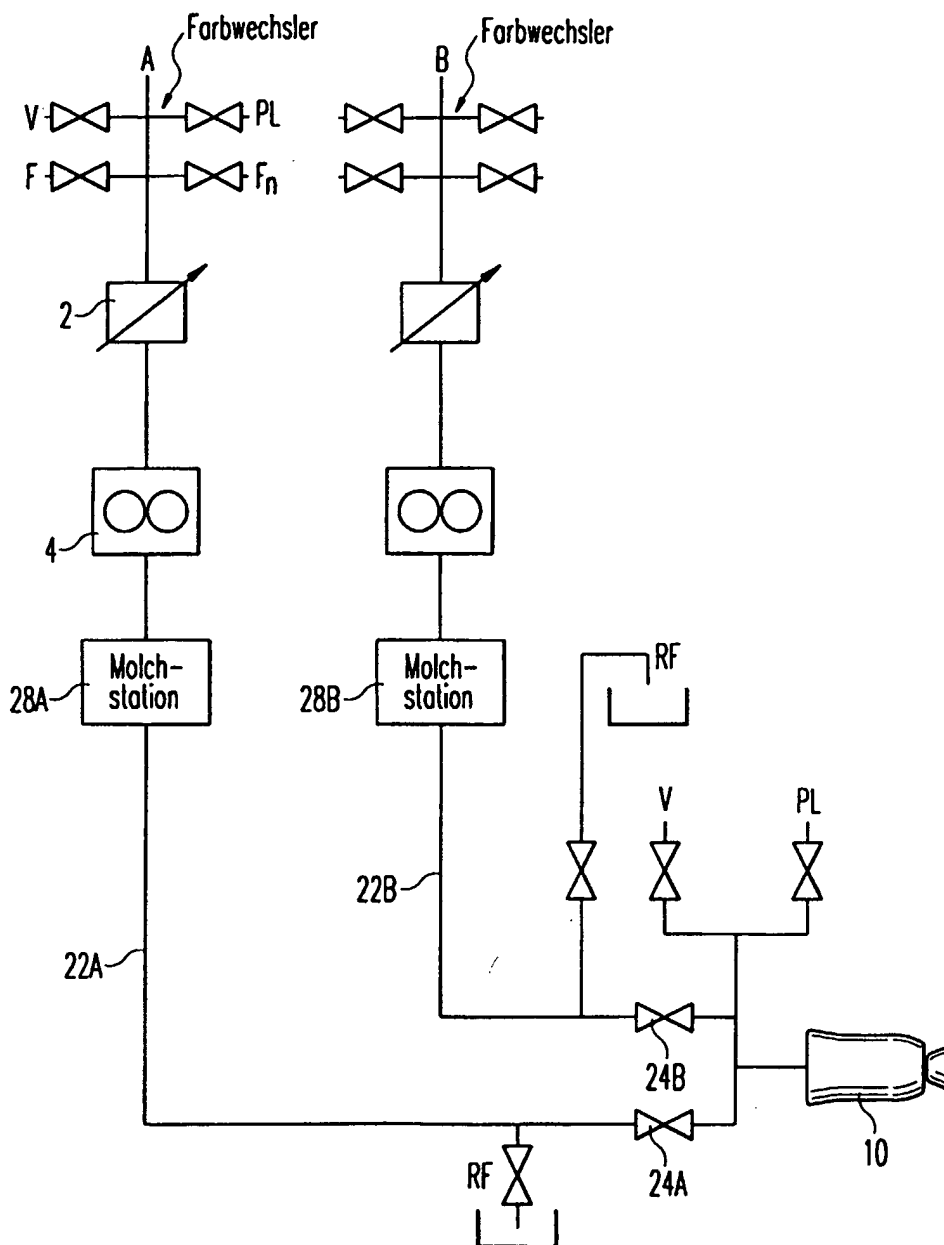 Farbwechsler
Farbwechsler
A
B
V
PL
F
Fn
2
4
Molch-
station
28A
Molch-
station
28B
RF
V
PL
22B
22A
24B
10
24A
RF